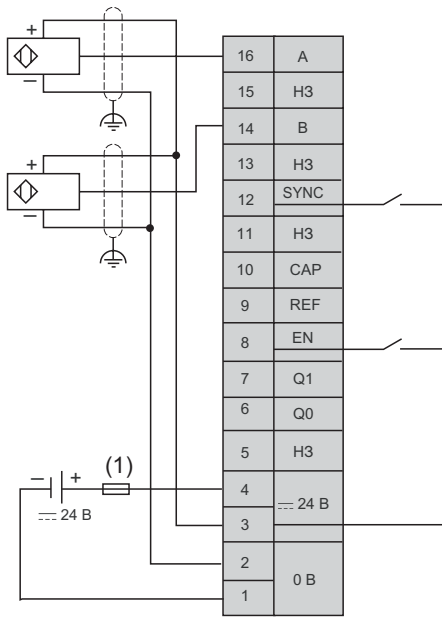 +
16 A
−
15 H3
14 B
+
13 H3
−
12 SYNC
11 H3
10 CAP
9 REF
8 EN
7 Q1
6 Q0
5 H3
(1)
− +
4
24 В
24 В
3
2
0 В
1